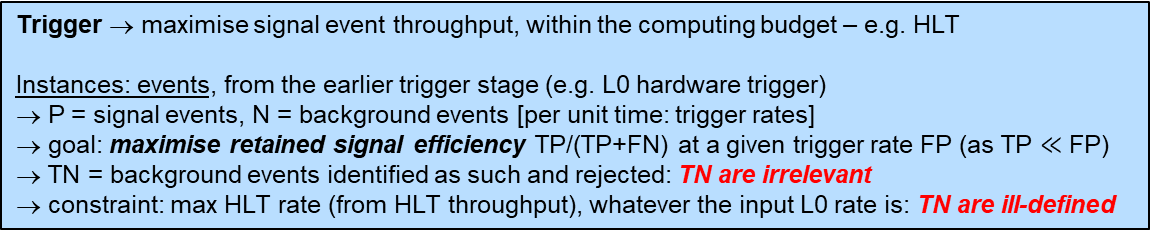 Trigger → maximise signal event throughput, within the computing budget – e.g. HLT
Instances: events, from the earlier trigger stage (e.g. L0 hardware trigger)
→ P = signal events, N = background events [per unit time: trigger rates]
→ goal: maximise retained signal efficiency TP/(TP+FN) at a given trigger rate FP (as TP ≪ FP)
→ TN = background events identified as such and rejected: TN are irrelevant
→ constraint: max HLT rate (from HLT throughput), whatever the input L0 rate is: TN are ill-defined